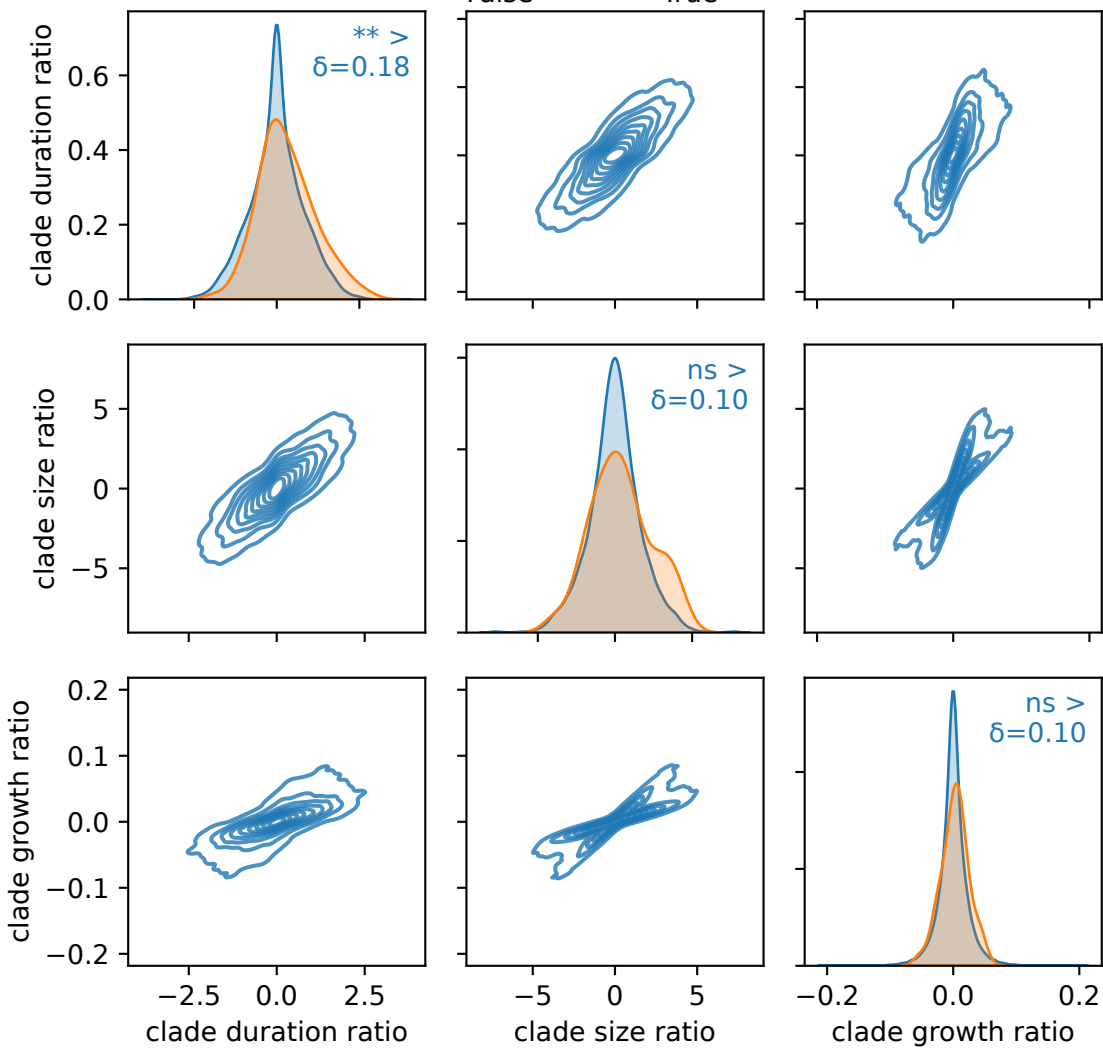 False True
clade duration ratio
0.6
0.4
0.2
0.0
** >
δ=0.18
clade size ratio
5
0
−5
ns >
δ=0.10
clade growth ratio
0.2
0.1
0.0
−0.1
−0.2
ns >
δ=0.10
−2.5 0.0 2.5
−5 0 5
−0.2 0.0 0.2
clade duration ratio
clade size ratio
clade growth ratio